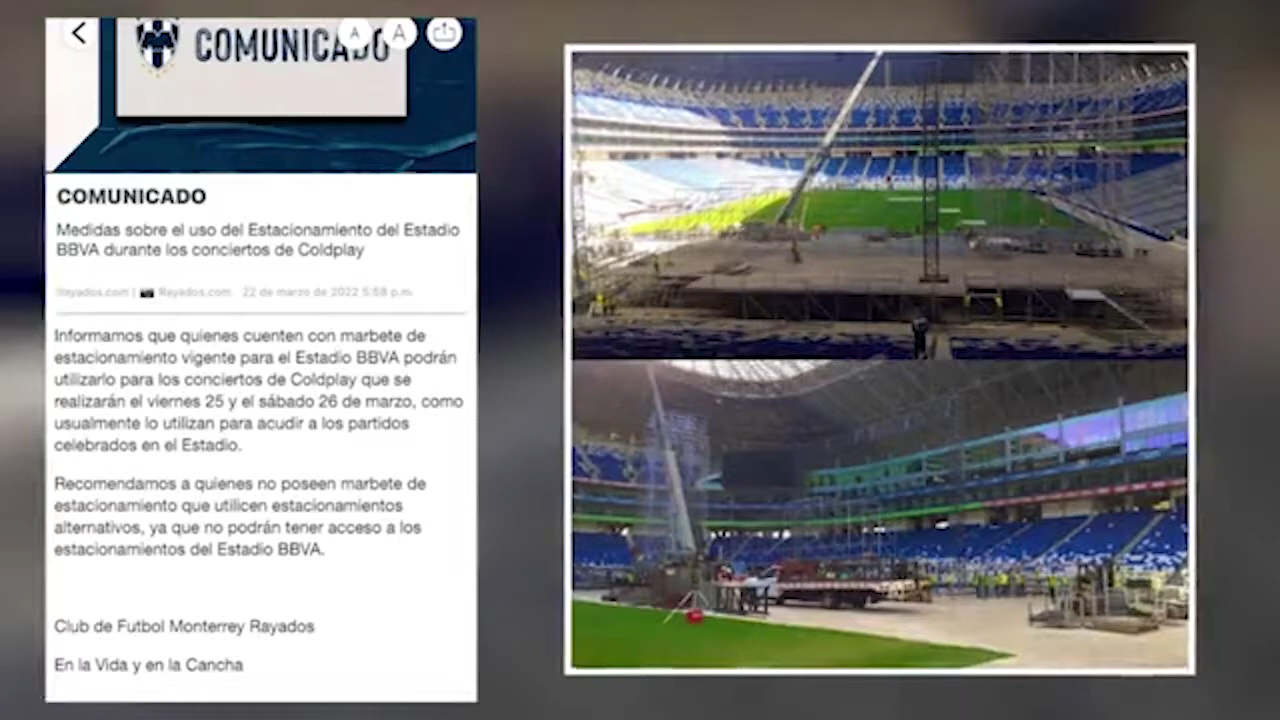 COMUNICADO
A
A
COMUNICADO
Medidas sobre el uso del Estacionamiento del Estadio
BBVA durante los conciertos de Coldplay
Rayados.com | Rayados.com 22 de marzo de 2022 5:58 p.m.
Informamos que quienes cuenten con marbete de
estacionamiento vigente para el Estadio BBVA podrán
utilizarlo para los conciertos de Coldplay que se
realizarán el viernes 25 y el sábado 26 de marzo, como
usualmente lo utilizan para acudir a los partidos
celebrados en el Estadio.
Recomendamos a quienes no poseen marbete de
estacionamiento que utilicen estacionamientos
alternativos, ya que no podrán tener acceso a los
estacionamientos del Estadio BBVA.
Club de Futbol Monterrey Rayados
En la Vida y en la Cancha